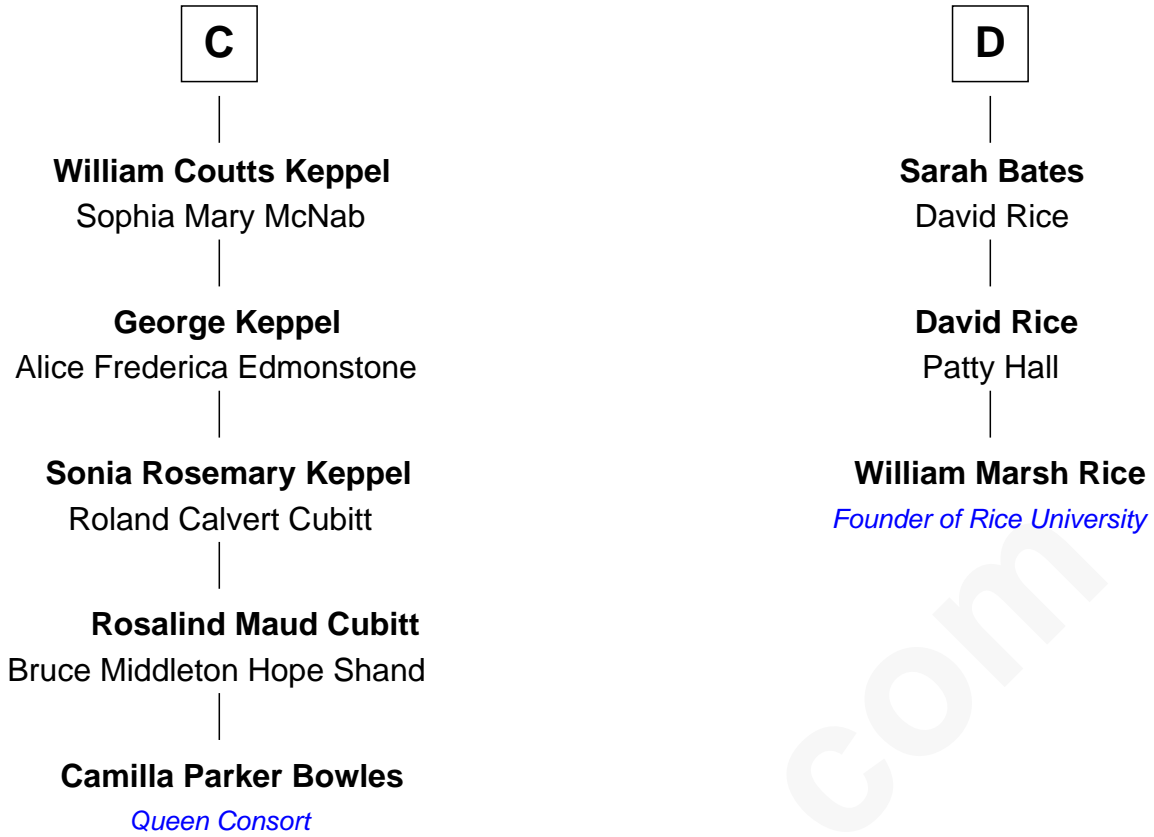 C
William Coutts Keppel
Sophia Mary McNab
George Keppel
Alice Frederica Edmonstone
Sonia Rosemary Keppel
Roland Calvert Cubitt
Rosalind Maud Cubitt
Bruce Middleton Hope Shand
Camilla Parker Bowles
Queen Consort
D
Sarah Bates
David Rice
David Rice
Patty Hall
William Marsh Rice
Founder of Rice University
com